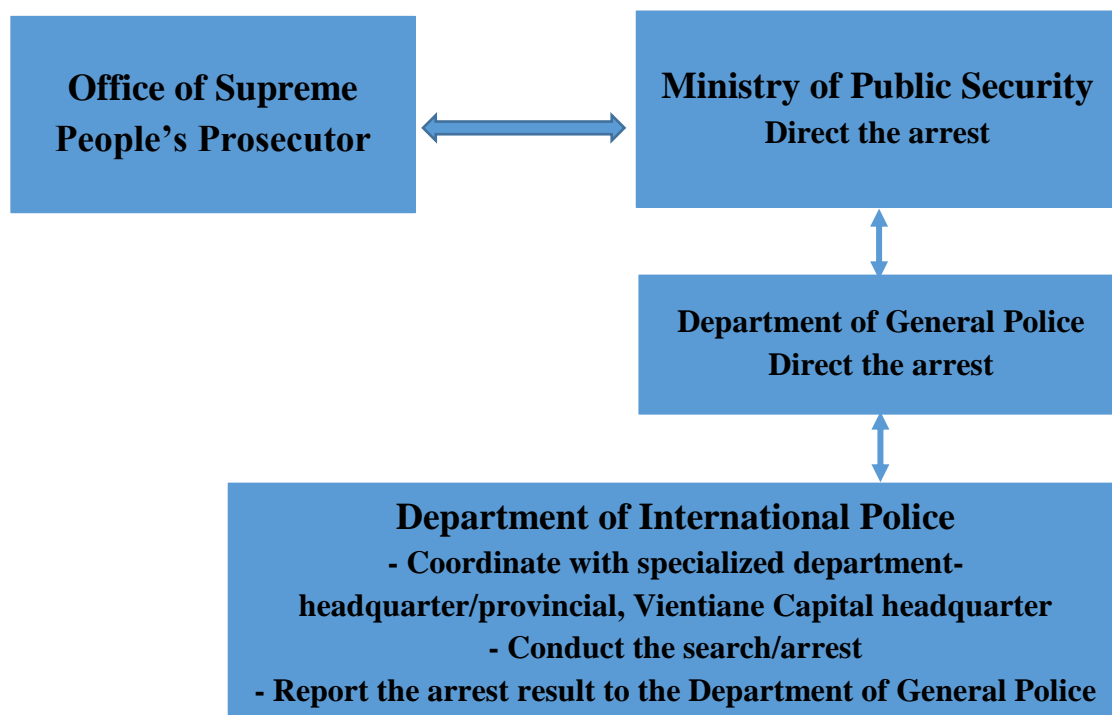 Office of Supreme
People’s Prosecutor
Ministry of Public Security
Direct the arrest
Department of General Police
Direct the arrest
Department of International Police
- Coordinate with specialized department-
headquarter/provincial, Vientiane Capital headquarter
- Conduct the search/arrest
- Report the arrest result to the Department of General Police